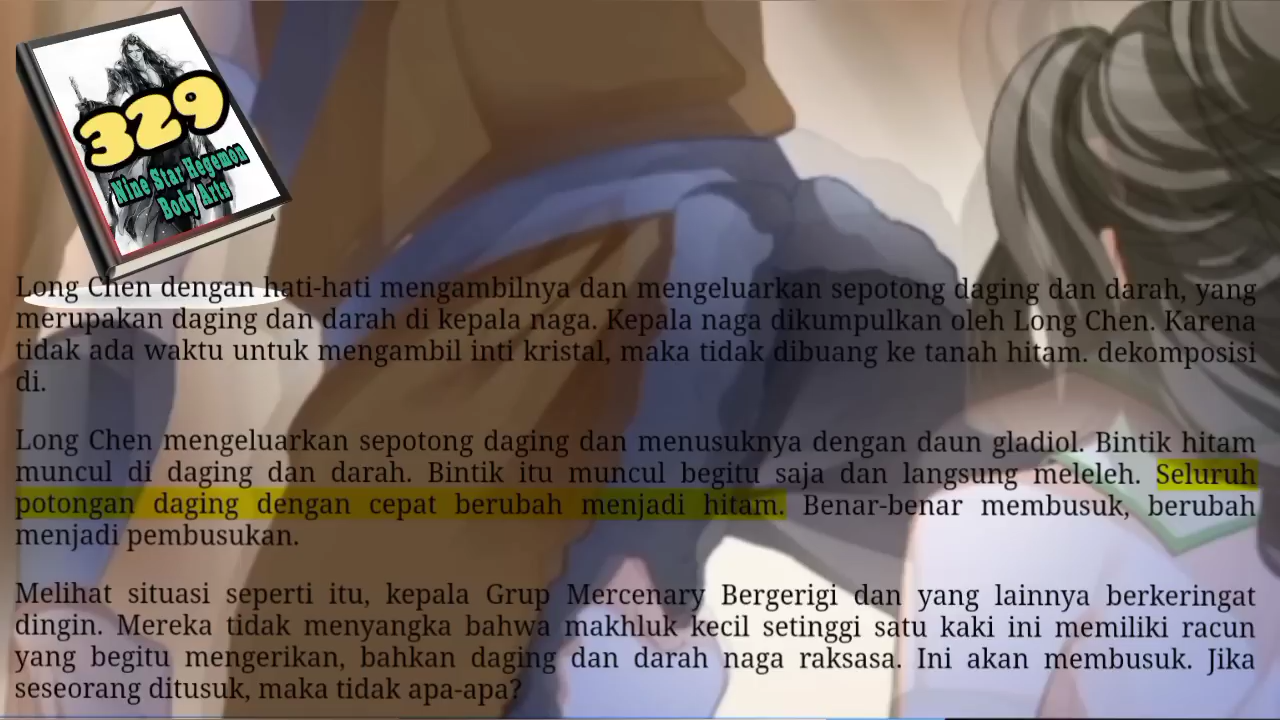 329
Nine Star Hegemon
Body Arts
Long Chen dengan hati-hati mengambilnya dan mengeluarkan sepotong daging dan darah, yang
merupakan daging dan darah di kepala naga. Kepala naga dikumpulkan oleh Long Chen. Karena
tidak ada waktu untuk mengambil inti kristal, maka tidak dibuang ke tanah hitam. dekomposisi
di.
Long Chen mengeluarkan sepotong daging dan menusuknya dengan daun gladiol. Bintik hitam
muncul di daging dan darah. Bintik itu muncul begitu saja dan langsung meleleh. Seluruh
potongan daging dengan cepat berubah menjadi hitam. Benar-benar membusuk, berubah
menjadi pembusukan.
Melihat situasi seperti itu, kepala Grup Mercenary Bergerigi dan yang lainnya berkeringat
dingin. Mereka tidak menyangka bahwa makhluk kecil setinggi satu kaki ini memiliki racun
yang begitu mengerikan, bahkan daging dan darah naga raksasa. Ini akan membusuk. Jika
seseorang ditusuk, maka tidak apa-apa?